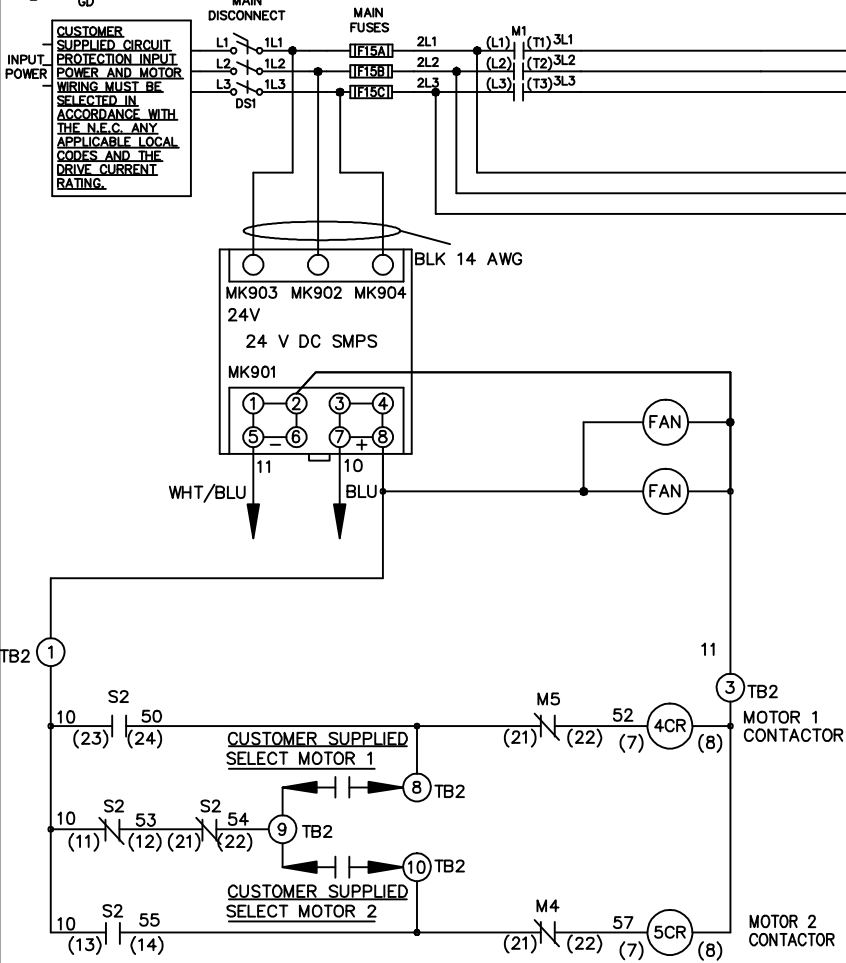 GD
MAIN
DISCONNECT
MAIN
FUSES
INPUT
POWER
CUSTOMER
SUPPLIED CIRCUIT
PROTECTION INPUT
POWER AND MOTOR
WIRING MUST BE
SELECTED IN
ACCORDANCE WITH
THE N.E.C. ANY
APPLICABLE LOCAL
CODES AND THE
DRIVE CURRENT
RATING.
L1 1L1 F15A 2L1 (L1) M1 (T1) 3L1
L2 1L2 F15B 2L2 (L2) (T2) 3L2
L3 1L3 F15C 2L3 (L3) (T3) 3L3
DS1
BLK 14 AWG
MK903 MK902 MK904
24V
24 V DC SMPS
MK901
1 2 3 4
5 – 6 7 + 8
11 10
WHT/BLU BLU
FAN
FAN
TB2 1
11
3 TB2
S2
10 50
(23) (24)
M5
(21) (22)
52
(7) 4CR (8)
MOTOR 1
CONTACTOR
CUSTOMER SUPPLIED
SELECT MOTOR 1
8 TB2
S2 S2
10 53 54
(11) (12) (21) (22)
9 TB2
10 TB2
CUSTOMER SUPPLIED
SELECT MOTOR 2
S2
10 55
(13) (14)
M4
(21) (22)
57
(7) 5CR (8)
MOTOR 2
CONTACTOR